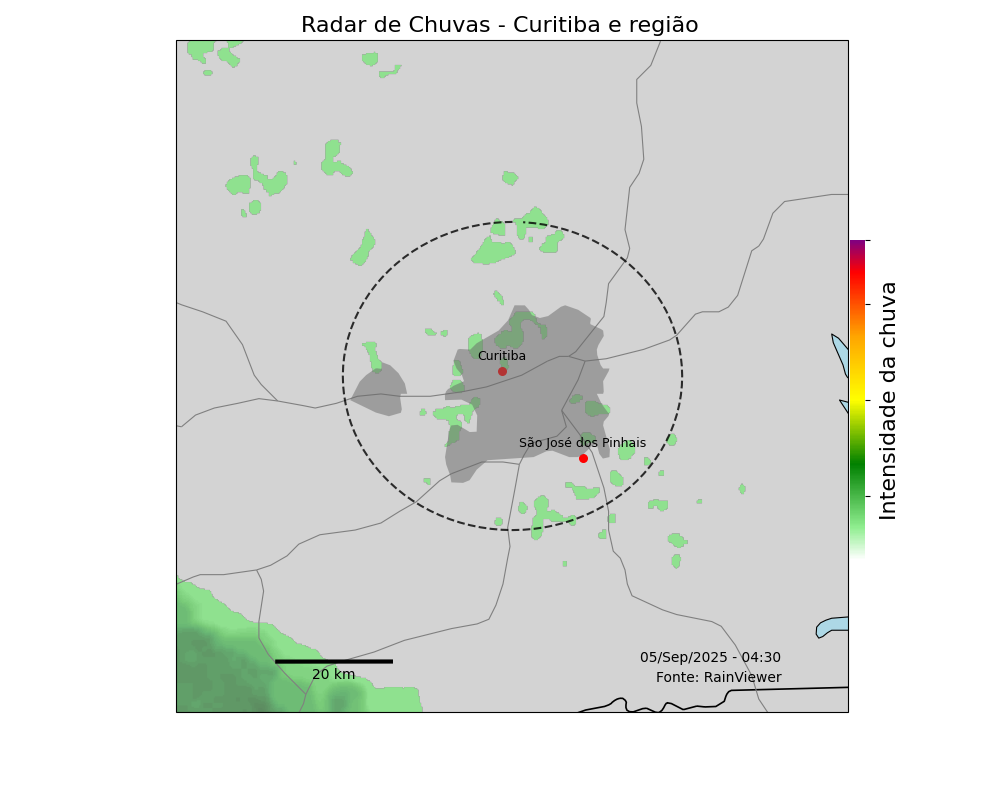 Radar de Chuvas - Curitiba e região
Curitiba
São José dos Pinhais
Intensidade da chuva
05/Sep/2025 - 04:30
20 km
Fonte: RainViewer